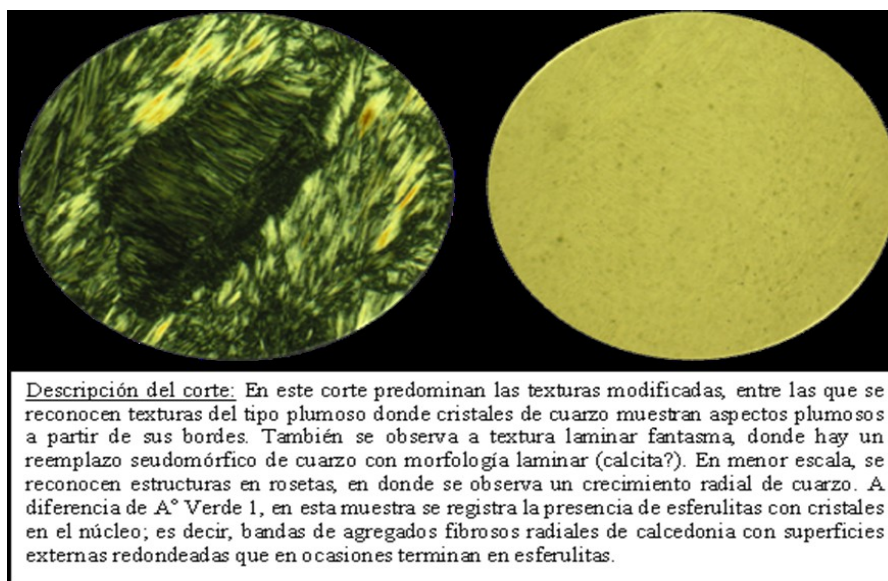 Descripción del corte: En este corte predominan las texturas modificadas, entre las que se
reconocen texturas del tipo plumoso donde cristales de cuarzo muestran aspectos plumosos
a partir de sus bordes. También se observa a textura laminar fantasma, donde hay un
reemplazo seudomórfico de cuarzo con morfología laminar (calcita?). En menor escala, se
reconocen estructuras en rosetas, en donde se observa un crecimiento radial de cuarzo. A
diferencia de A° Verde 1, en esta muestra se registra la presencia de esferulitas con cristales
en el núcleo; es decir, bandas de agregados fibrosos radiales de calcedonia con superficies
externas redondeadas que en ocasiones terminan en esferulitas.